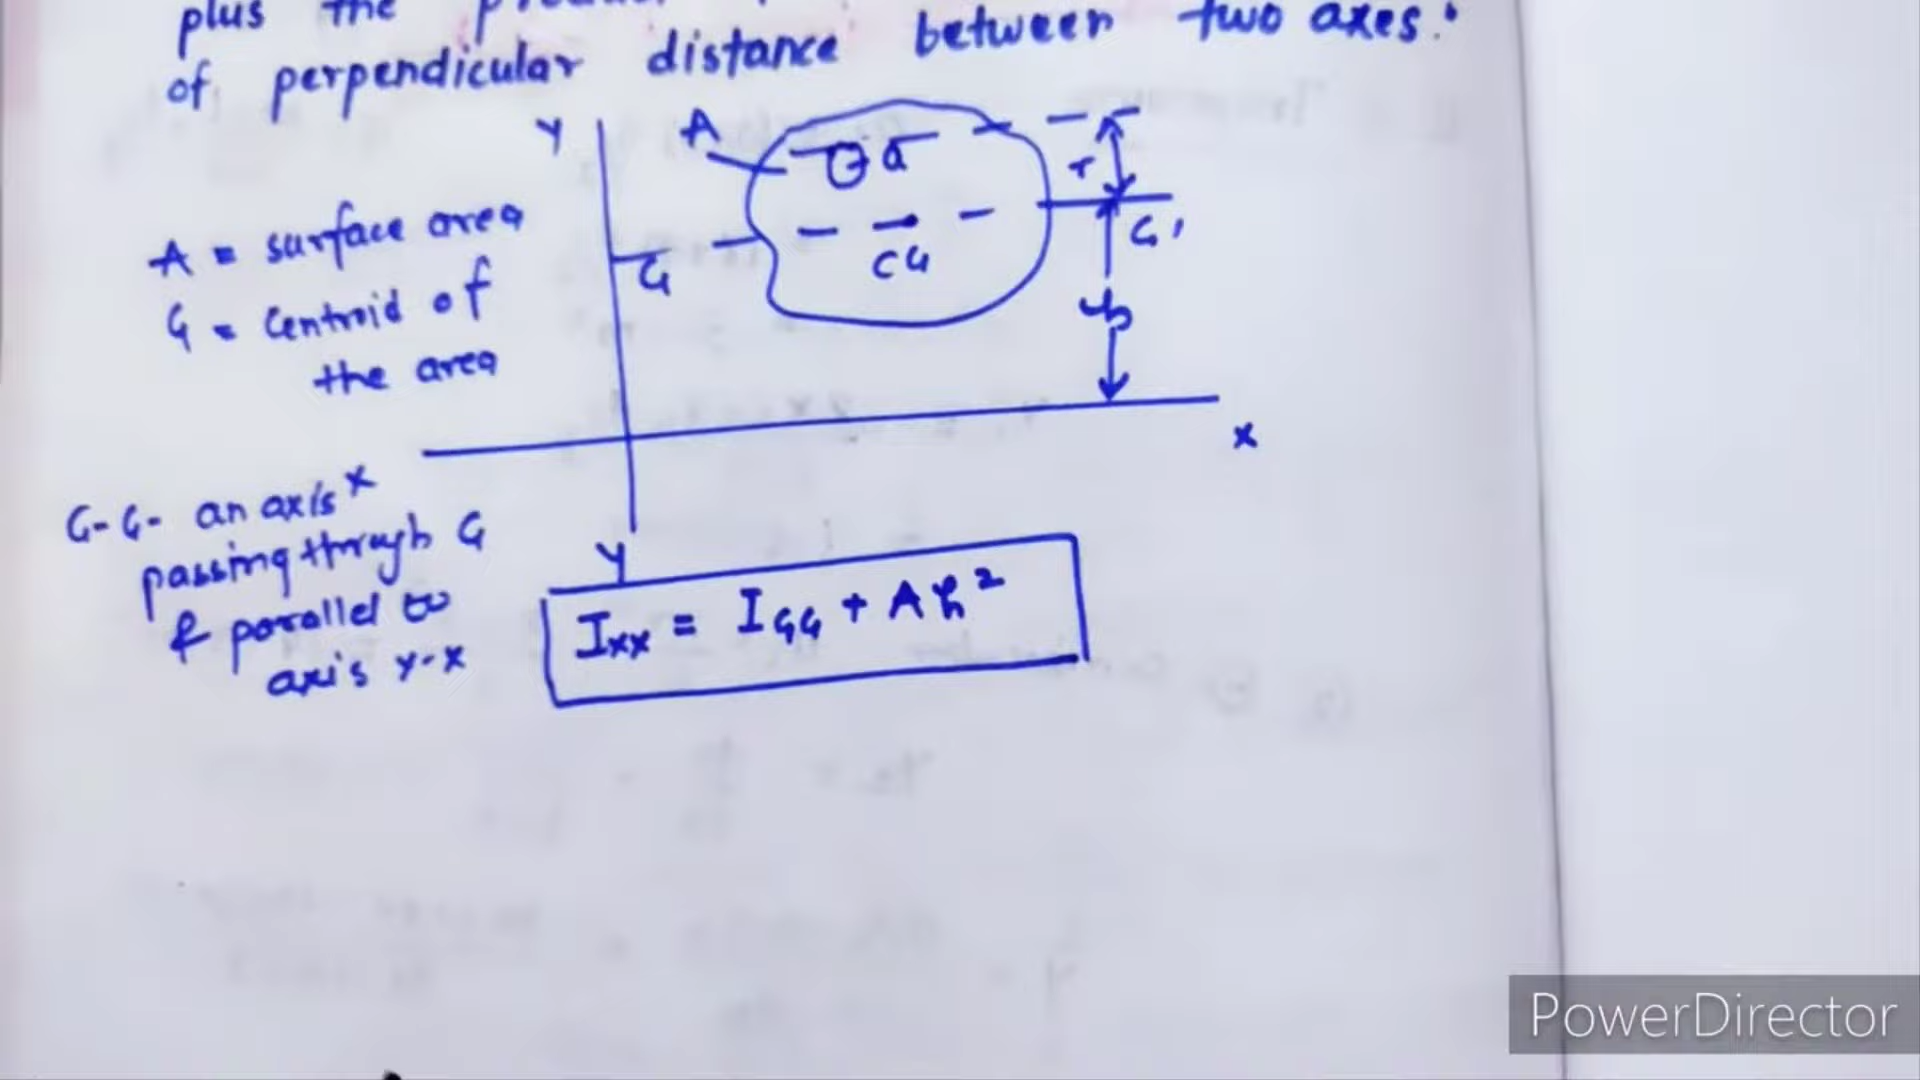 plus the
of perpendicular distance between two axes.
Y
A
a
r
A = surface area
G
CG
G'
G = Centroid of
the area
h
X
G-G- an axis X
passing through G
& parallel to
axis X-X
Y
Ixx = IGG + Ah²
PowerDirector